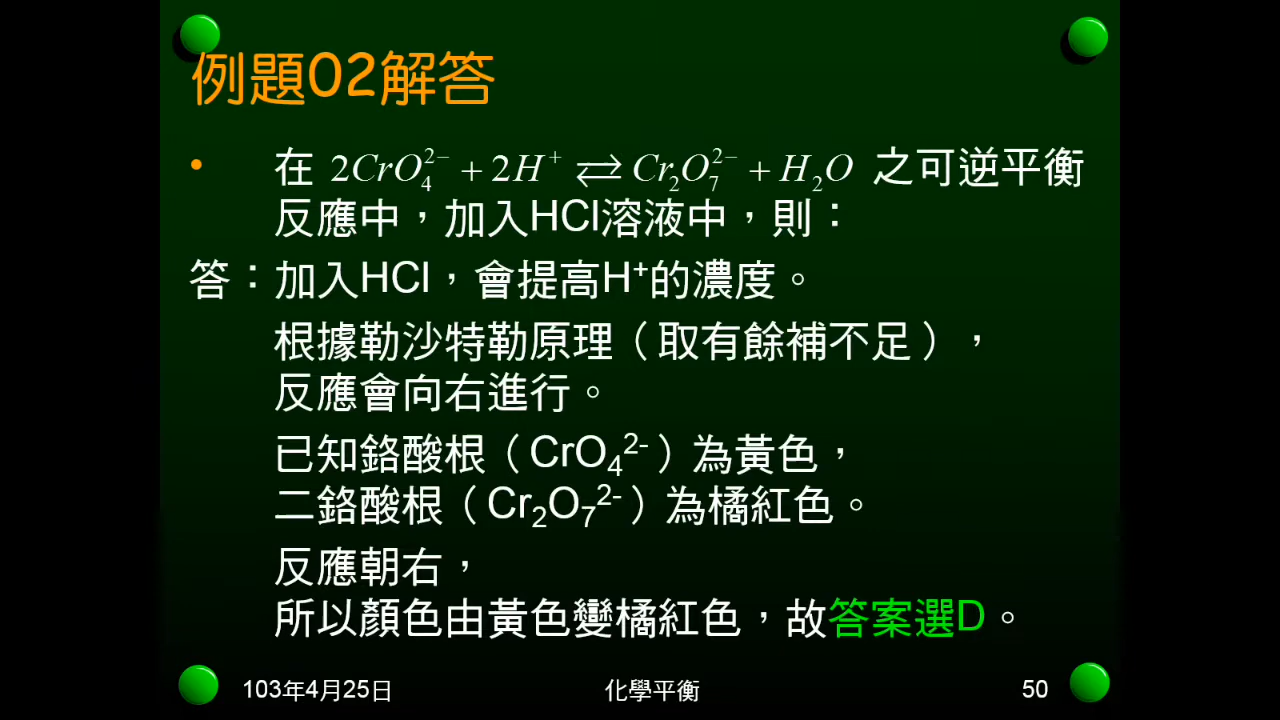 例題02解答
• 在 2CrO₄²⁻ + 2H⁺ ⇄ Cr₂O₇²⁻ + H₂O 之可逆平衡
反應中，加入HCl溶液中，則：
答：加入HCl，會提高H⁺的濃度。
根據勒沙特勒原理（取有餘補不足），
反應會向右進行。
已知鉻酸根（CrO₄²⁻）為黃色，
二鉻酸根（Cr₂O₇²⁻）為橘紅色。
反應朝右，
所以顏色由黃色變橘紅色，故答案選D。
103年4月25日
化學平衡
50